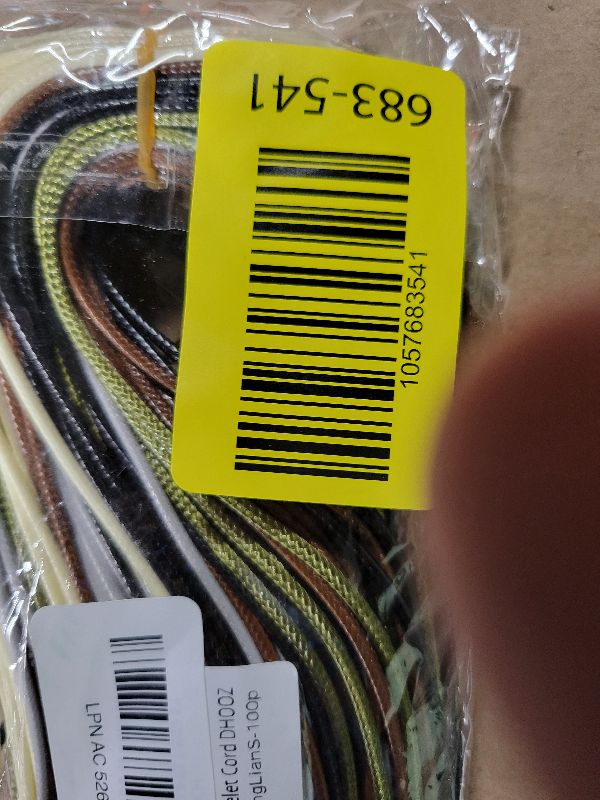 683-541
1057683541
LPN AC 526
elet Cord DHOOZ
ngLianS-100p